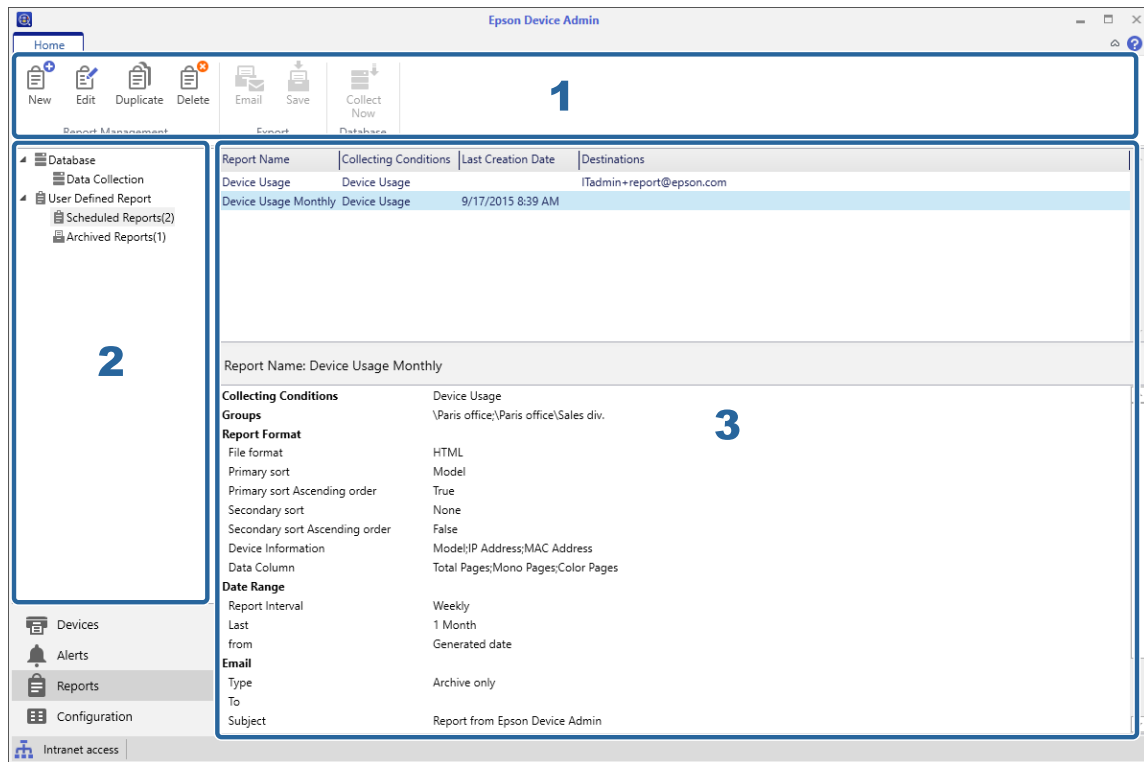 Epson Device Admin
Home
New Edit Duplicate Delete Email Save Collect Now
Report Management Export Database
1
Database
Data Collection
User Defined Report
Scheduled Reports(2)
Archived Reports(1)
2
Devices
Alerts
Reports
Configuration
Report Name Collecting Conditions Last Creation Date Destinations
Device Usage Device Usage ITadmin+report@epson.com
Device Usage Monthly Device Usage 9/17/2015 8:39 AM
Report Name: Device Usage Monthly
3
Collecting Conditions Device Usage
Groups \Paris office;\Paris office\Sales div.
Report Format
File format HTML
Primary sort Model
Primary sort Ascending order True
Secondary sort None
Secondary sort Ascending order False
Device Information Model;IP Address;MAC Address
Data Column Total Pages;Mono Pages;Color Pages
Date Range
Report Interval Weekly
Last 1 Month
from Generated date
Email
Type Archive only
To
Subject Report from Epson Device Admin
Intranet access